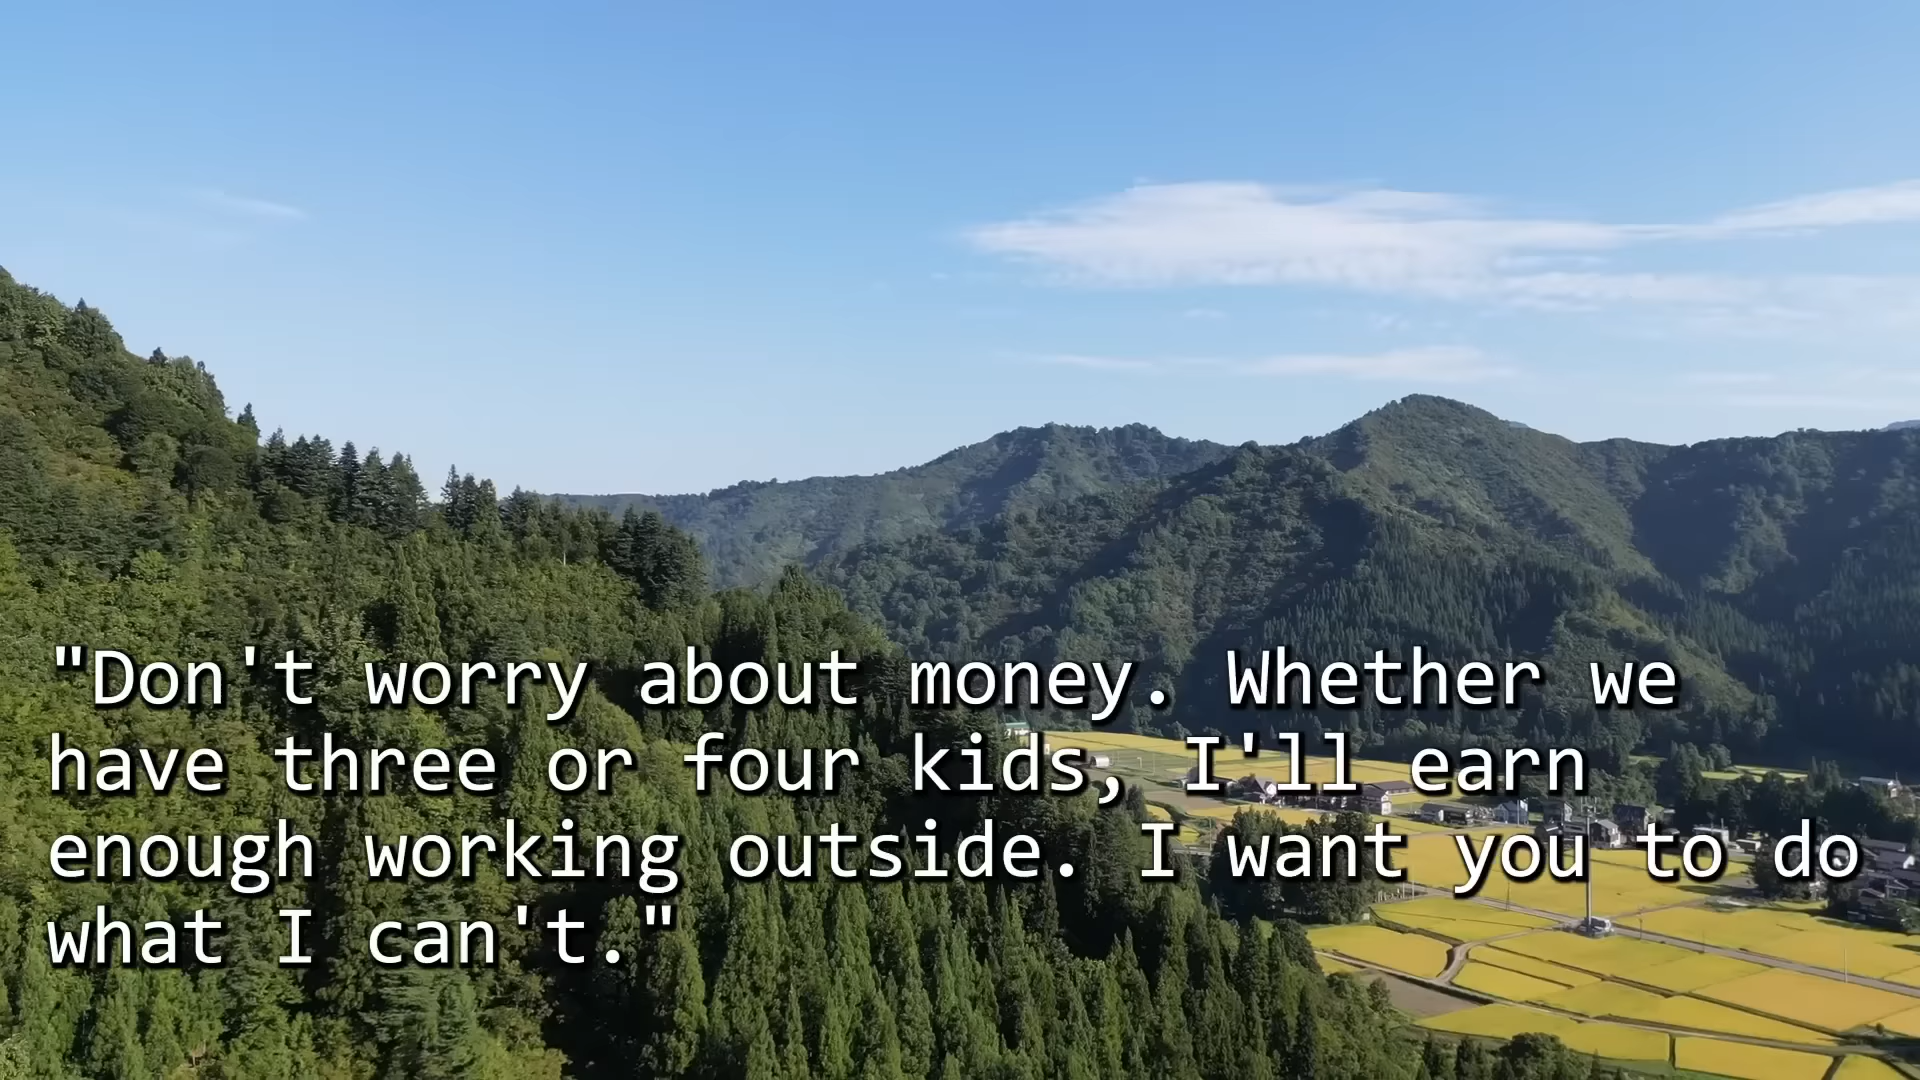 "Don't worry about money. Whether we
have three or four kids, I'll earn
enough working outside. I want you to do
what I can't."